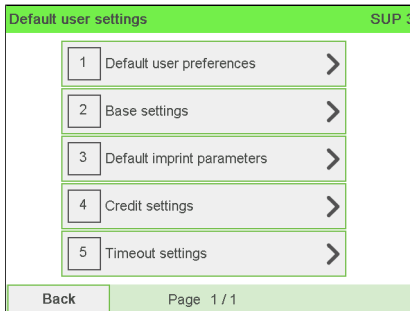 Default user settings SUP 3
1 Default user preferences
2 Base settings
3 Default imprint parameters
4 Credit settings
5 Timeout settings
Back Page 1 / 1